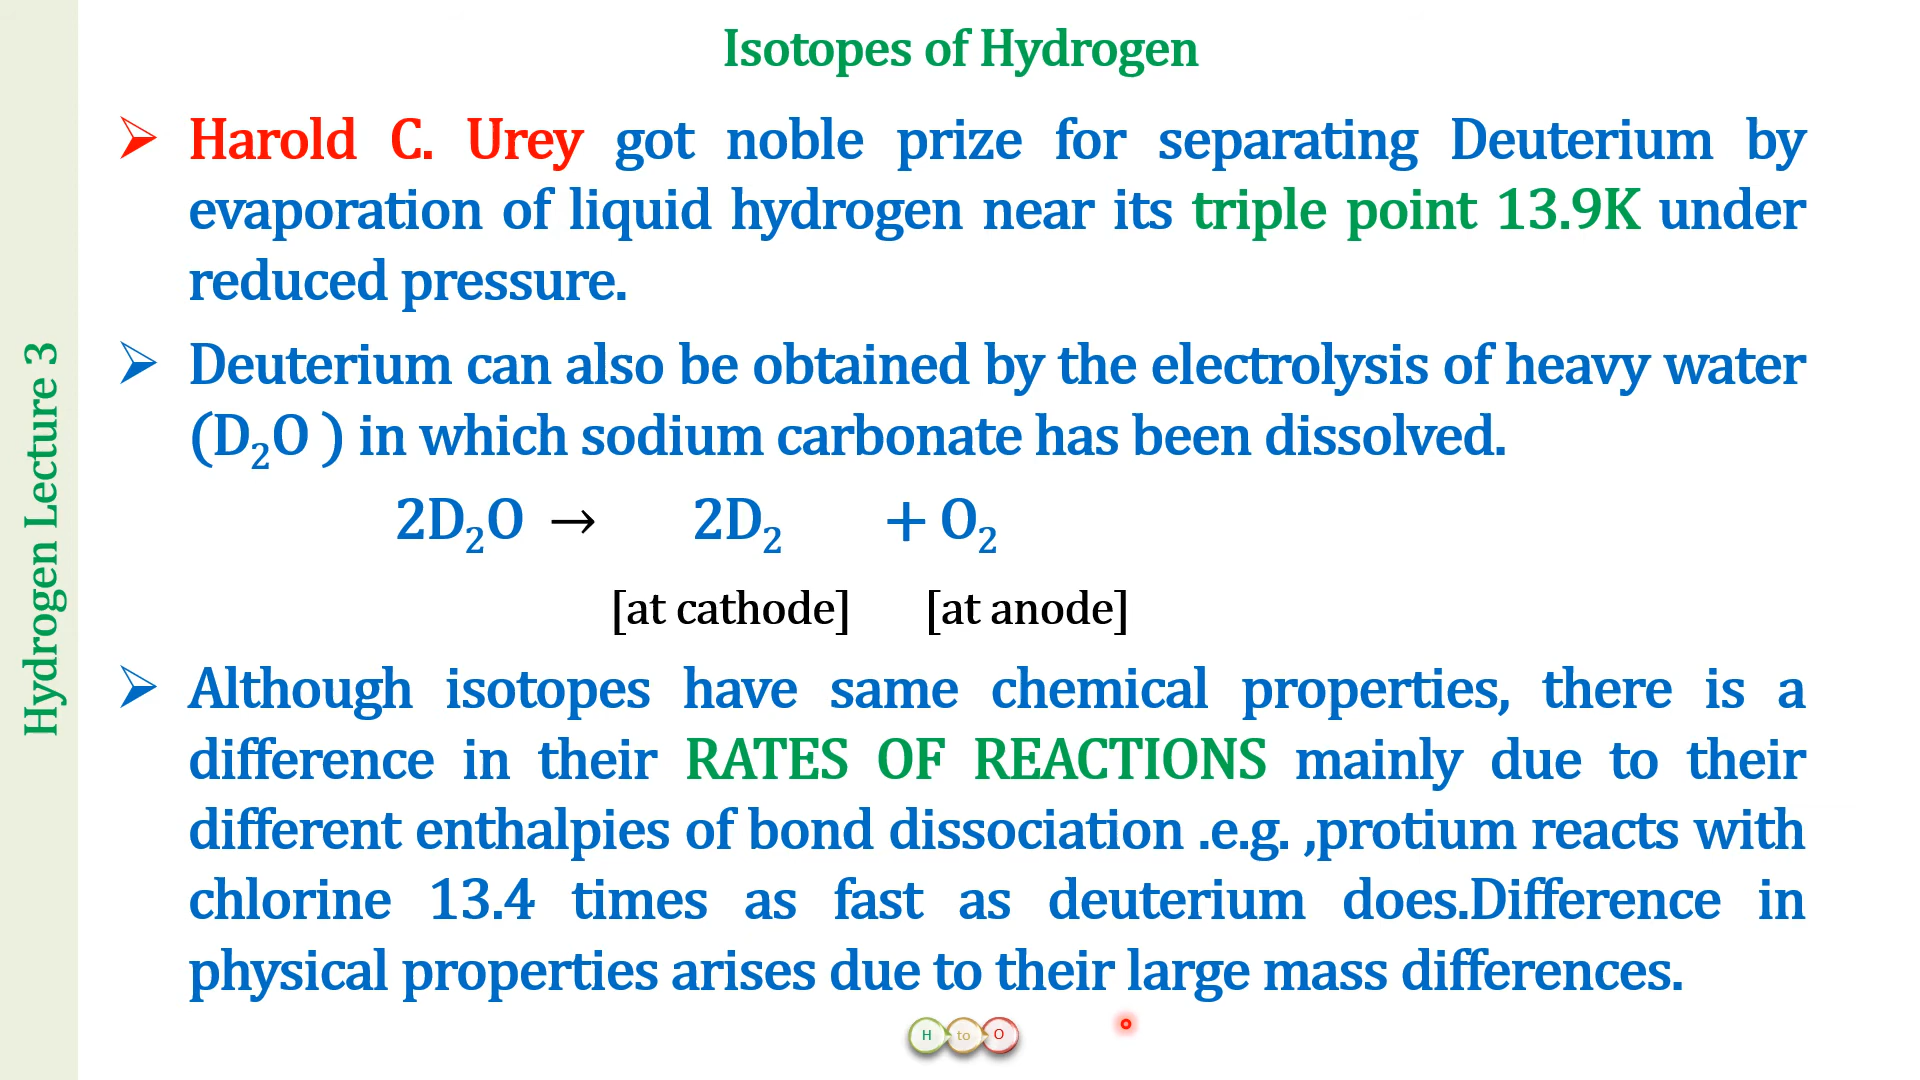 Isotopes of Hydrogen
Hydrogen Lecture 3
➢ Harold C. Urey got noble prize for separating Deuterium by
evaporation of liquid hydrogen near its triple point 13.9K under
reduced pressure.
➢ Deuterium can also be obtained by the electrolysis of heavy water
(D₂O ) in which sodium carbonate has been dissolved.
2D₂O → 2D₂ + O₂
[at cathode] [at anode]
➢ Although isotopes have same chemical properties, there is a
difference in their RATES OF REACTIONS mainly due to their
different enthalpies of bond dissociation .e.g. ,protium reacts with
chlorine 13.4 times as fast as deuterium does.Difference in
physical properties arises due to their large mass differences.
H to O